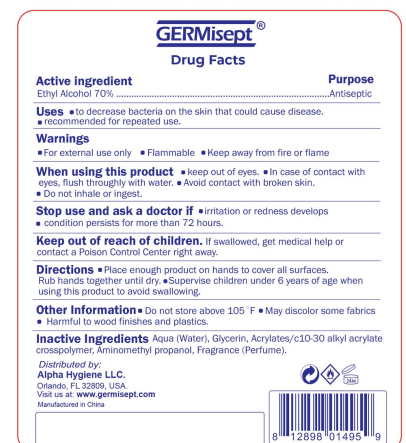 GERMisept®
Drug Facts
Active ingredient Purpose
Ethyl Alcohol 70% ......................................................................Antiseptic
Uses ▪ to decrease bacteria on the skin that could cause disease.
▪ recommended for repeated use.
Warnings
▪ For external use only ▪ Flammable ▪ Keep away from fire or flame
When using this product ▪ keep out of eyes. ▪ In case of contact with
eyes, flush throughly with water. ▪ Avoid contact with broken skin.
▪ Do not inhale or ingest.
Stop use and ask a doctor if ▪ irritation or redness develops
▪ condition persists for more than 72 hours.
Keep out of reach of children. If swallowed, get medical help or
contact a Poison Control Center right away.
Directions ▪ Place enough product on hands to cover all surfaces.
Rub hands together until dry. ▪ Supervise children under 6 years of age when
using this product to avoid swallowing.
Other Information ▪ Do not store above 105 °F ▪ May discolor some fabrics
▪ Harmful to wood finishes and plastics.
Inactive Ingredients Aqua (Water), Glycerin, Acrylates/c10-30 alkyl acrylate
crosspolymer, Aminomethyl propanol, Fragrance (Perfume).
Distributed by:
Alpha Hygiene LLC.
Orlando, FL 32809, USA.
Visit us at: www.germisept.com
Manufactured in China
24M
8 12898 01495 9